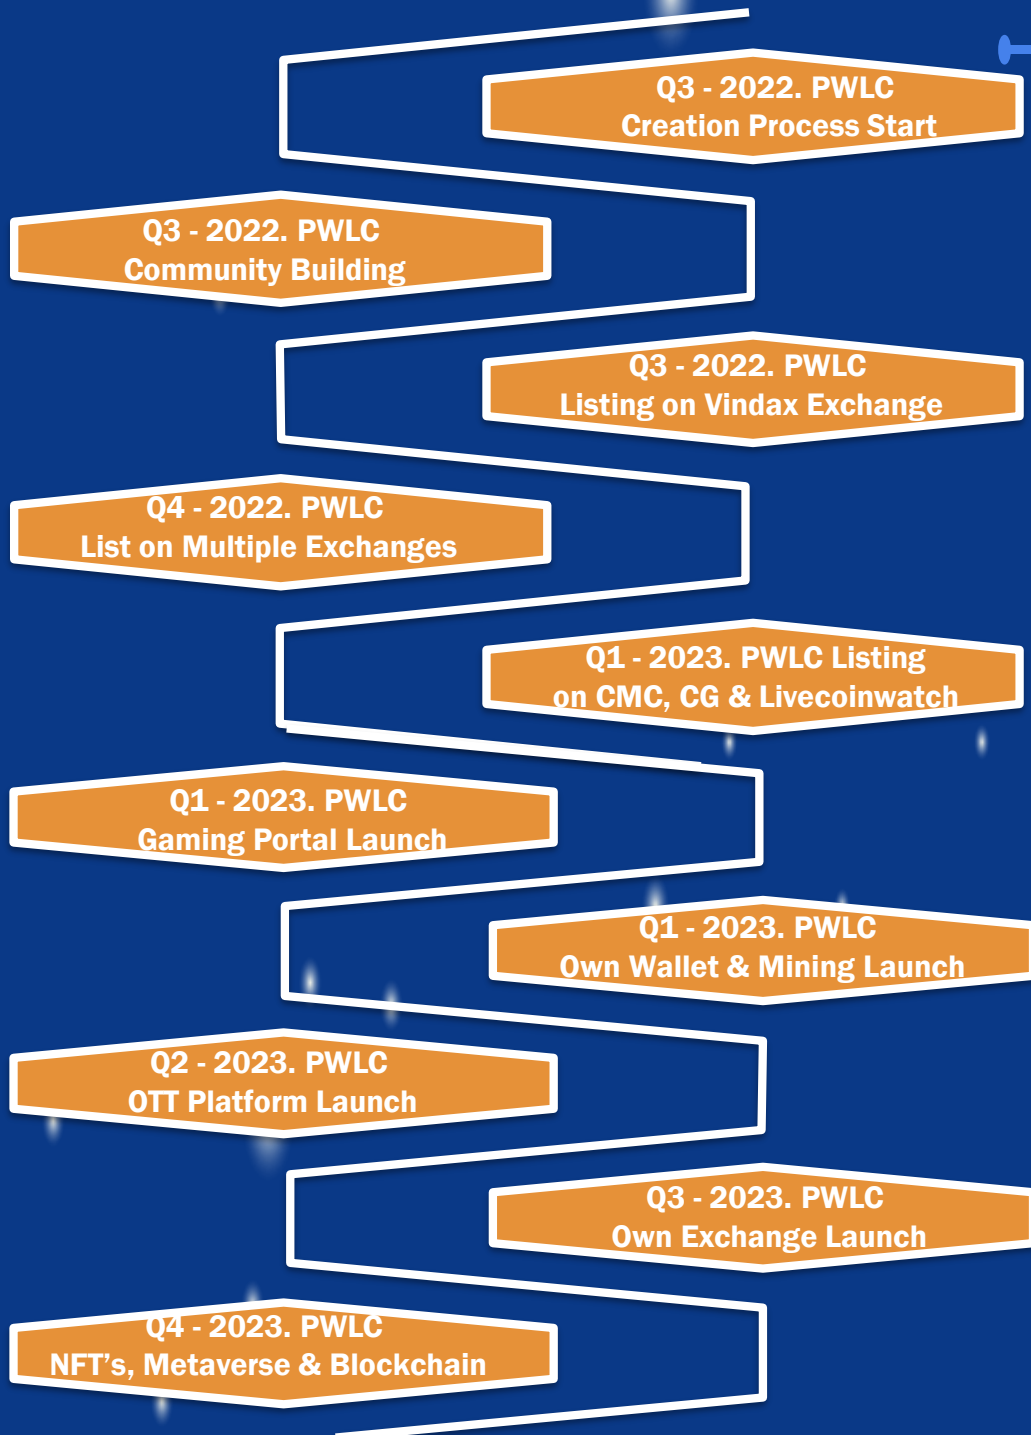 Q3 - 2022. PWLC
Creation Process Start
Q3 - 2022. PWLC
Community Building
Q3 - 2022. PWLC
Listing on Vindax Exchange
Q4 - 2022. PWLC
List on Multiple Exchanges
Q1 - 2023. PWLC Listing
on CMC, CG & Livecoinwatch
Q1 - 2023. PWLC
Gaming Portal Launch
Q1 - 2023. PWLC
Own Wallet & Mining Launch
Q2 - 2023. PWLC
OTT Platform Launch
Q3 - 2023. PWLC
Own Exchange Launch
Q4 - 2023. PWLC
NFT's, Metaverse & Blockchain